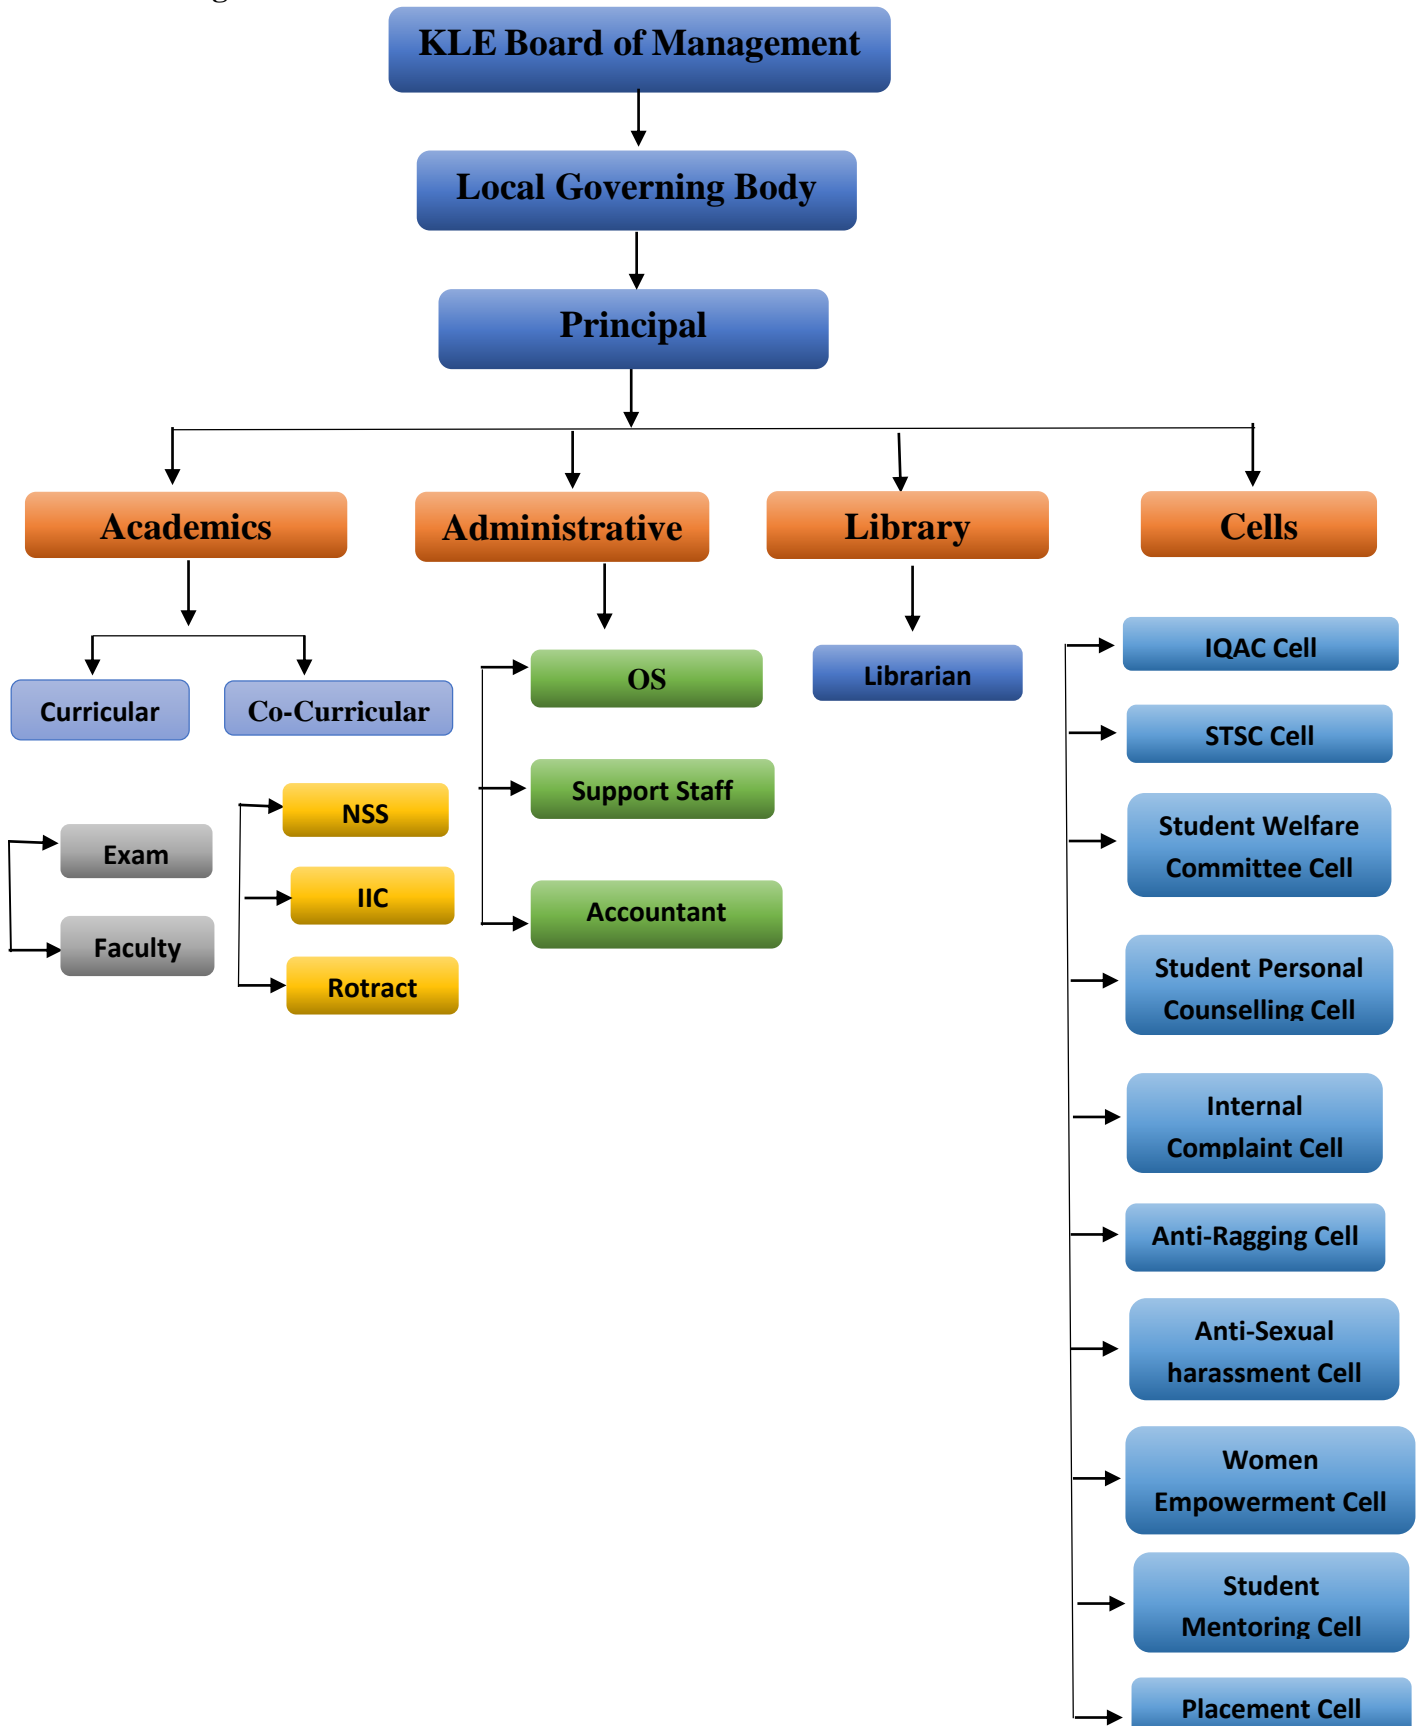 KLE Board of Management
Local Governing Body
Principal
Academics
Administrative
Library
Cells
Curricular
Co-Curricular
Exam
Faculty
NSS
IIC
Rotract
OS
Support Staff
Accountant
Librarian
IQAC Cell
STSC Cell
Student Welfare
Committee Cell
Student Personal
Counselling Cell
Internal
Complaint Cell
Anti-Ragging Cell
Anti-Sexual
harassment Cell
Women
Empowerment Cell
Student
Mentoring Cell
Placement Cell